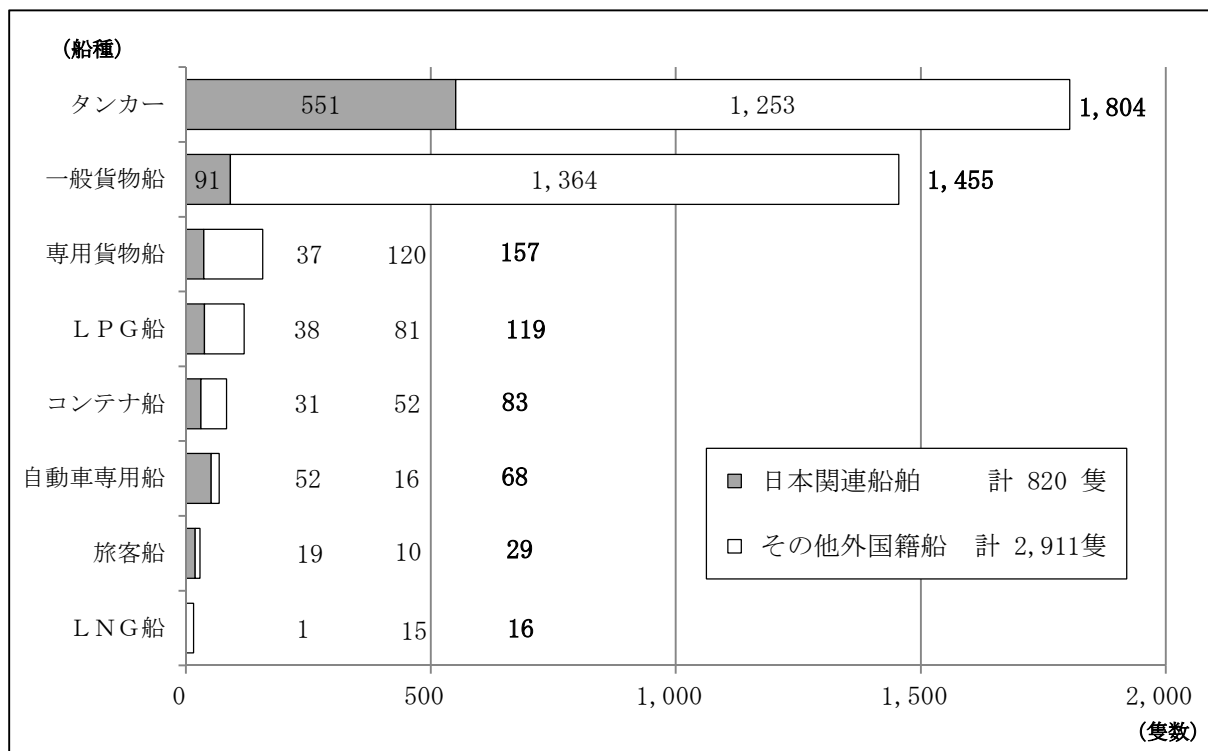 (船種)
タンカー 551 1,253 1,804
一般貨物船 91 1,364 1,455
専用貨物船 37 120 157
ＬＰＧ船 38 81 119
コンテナ船 31 52 83
自動車専用船 52 16 68
旅客船 19 10 29
ＬＮＧ船 1 15 16
日本関連船舶 計 820 隻
その他外国籍船 計 2,911隻
0 500 1,000 1,500 2,000
(隻数)